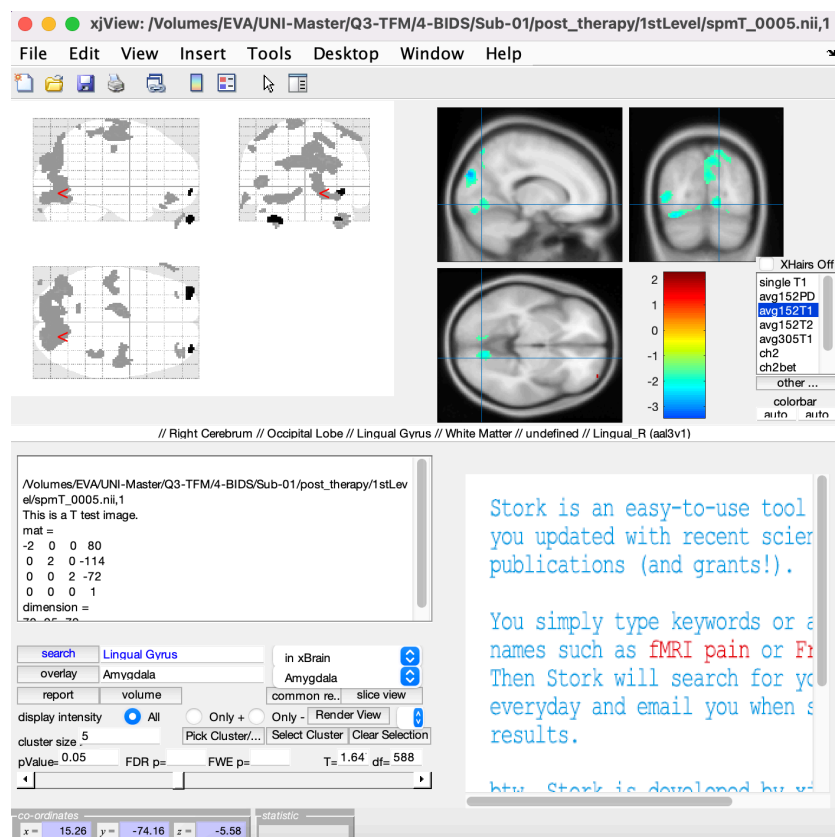 xjView: /Volumes/EVA/UNI-Master/Q3-TFM/4-BIDS/Sub-01/post_therapy/1stLevel/spmT_0005.nii,1
File Edit View Insert Tools Desktop Window Help
<
<
<
2
1
0
-1
-2
-3
XHairs Off
single T1
avg152PD
avg152T1
avg152T2
avg305T1
ch2
ch2bet
other ...
colorbar
auto auto
// Right Cerebrum // Occipital Lobe // Lingual Gyrus // White Matter // undefined // Lingual_R (aal3v1)
/Volumes/EVA/UNI-Master/Q3-TFM/4-BIDS/Sub-01/post_therapy/1stLev
el/spmT_0005.nii,1
This is a T test image.
mat =
-2 0 0 80
0 2 0 -114
0 0 2 -72
0 0 0 1
dimension =
Stork is an easy-to-use tool
you updated with recent scien
publications (and grants!).
You simply type keywords or a
names such as fMRI pain or Fr
Then Stork will search for yo
everyday and email you when s
results.
btw, Stork is developed by xj
search Lingual Gyrus in xBrain
overlay Amygdala Amygdala
report volume common re.. slice view
display intensity All Only + Only - Render View
cluster size 5 Pick Cluster/... Select Cluster Clear Selection
pValue= 0.05 FDR p= FWE p= T= 1.64 df= 588
co-ordinates statistic
x = 15.26 y = -74.16 z = -5.58